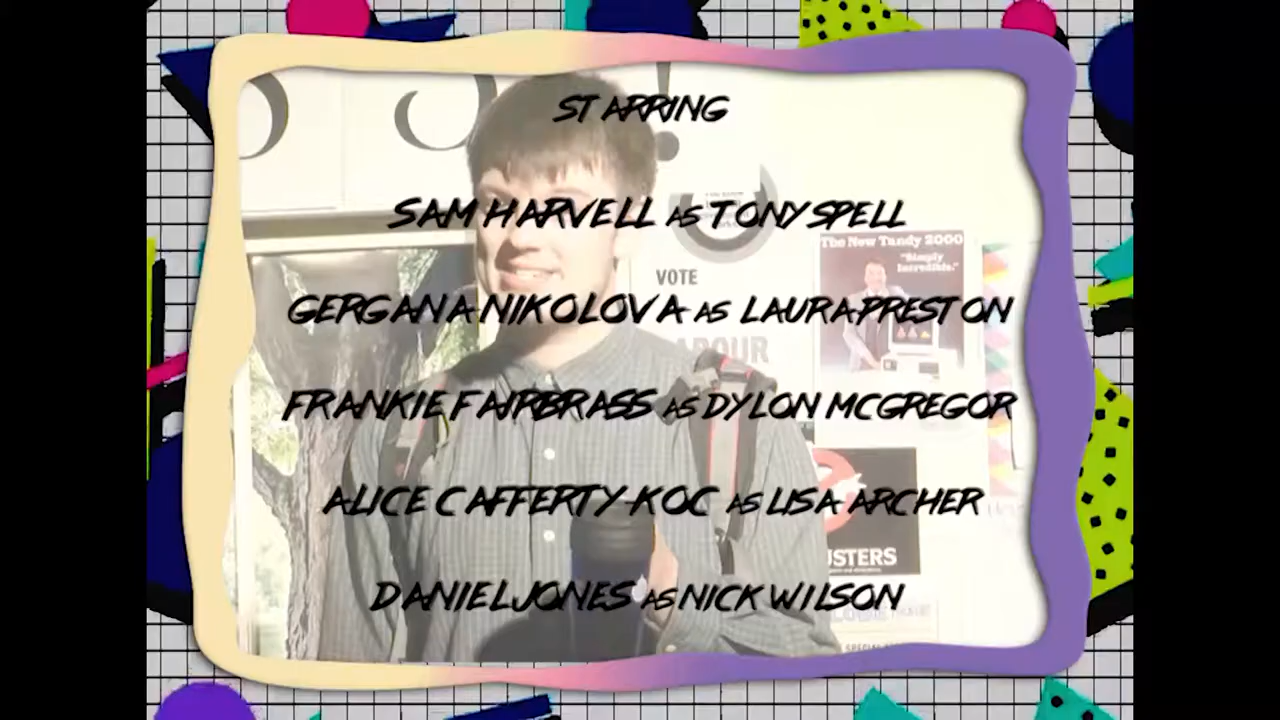 STARRING
SAM HARVELL AS TONY SPELL
The New Tandy 2000
"Simply
Incredible."
VOTE
GERGANA NIKOLOVA AS LAURA PRESTON
LABOUR
FRANKIE FAIRBRASS AS DYLON MCGREGOR
ALICE CAFFERTY-KOC AS LISA ARCHER
USTERS
DANIEL JONES AS NICK WILSON